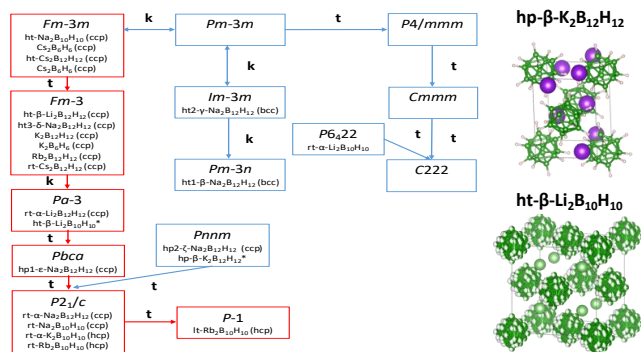 Fm-3m
ht-Na₂B₁₀H₁₀ (ccp)
Cs₂B₆H₆ (ccp)
ht-Cs₂B₁₂H₁₂ (ccp)
Cs₂B₆H₆ (ccp)
k
Pm-3m
t
P4/mmm
t
k
t
Fm-3
ht-β-Li₂B₁₂H₁₂ (ccp)
ht3-δ-Na₂B₁₂H₁₂ (ccp)
K₂B₁₂H₁₂ (ccp)
K₂B₆H₆ (ccp)
Rb₂B₁₂H₁₂ (ccp)
rt-Cs₂B₁₂H₁₂ (ccp)
Im-3m
ht2-γ-Na₂B₁₂H₁₂ (bcc)
Cmmm
k
P6₄22
rt-α-Li₂B₁₀H₁₀
t
t
Pm-3n
ht1-β-Na₂B₁₂H₁₂ (bcc)
C222
k
Pa-3
rt-α-Li₂B₁₂H₁₂ (ccp)
ht-β-Li₂B₁₀H₁₀*
t
Pbca
hp1-ε-Na₂B₁₂H₁₂ (ccp)
Pnnm
hp2-ζ-Na₂B₁₂H₁₂ (ccp)
hp-β-K₂B₁₂H₁₂*
t
t
P2₁/c
rt-α-Na₂B₁₂H₁₂ (ccp)
rt-Na₂B₁₀H₁₀ (ccp)
rt-α-K₂B₁₀H₁₀ (hcp)
rt-Rb₂B₁₀H₁₀ (hcp)
t
P-1
lt-Rb₂B₁₀H₁₀ (hcp)
hp-β-K₂B₁₂H₁₂
ht-β-Li₂B₁₀H₁₀